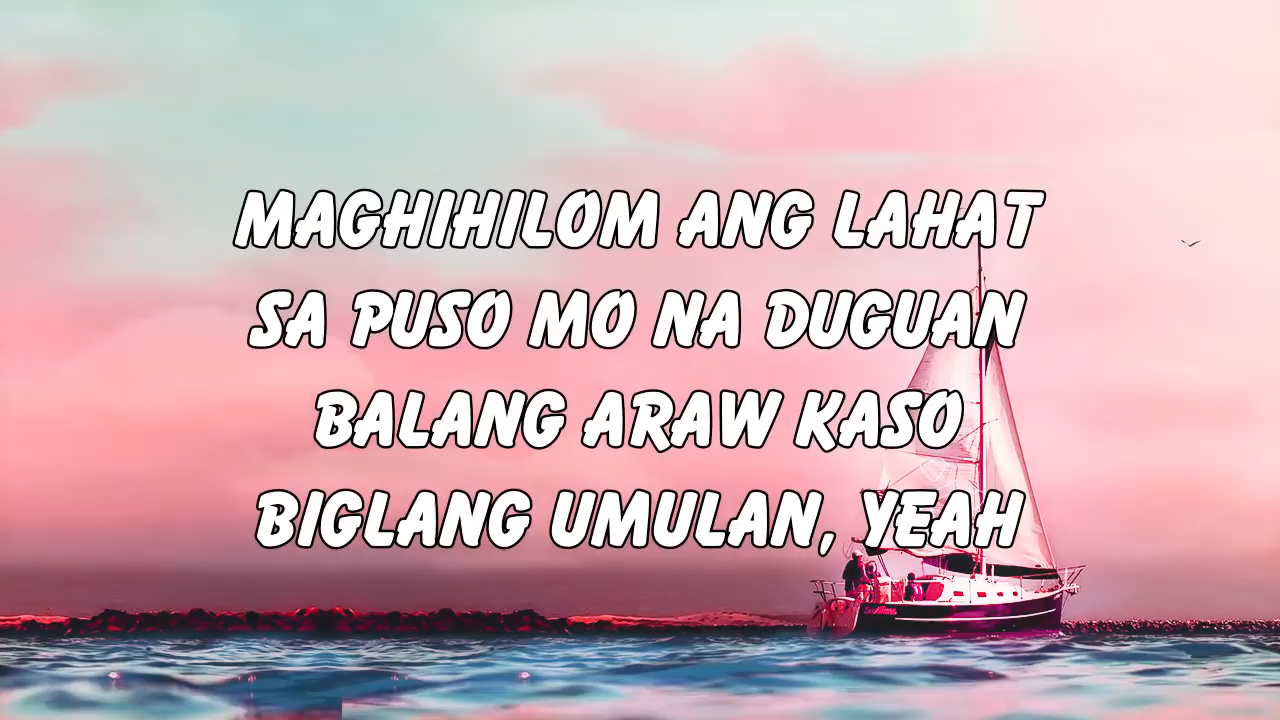 MAGHIHILOM ANG LAHAT
SA PUSO MO NA DUGUAN
BALANG ARAW KASO
BIGLANG UMULAN, YEAH